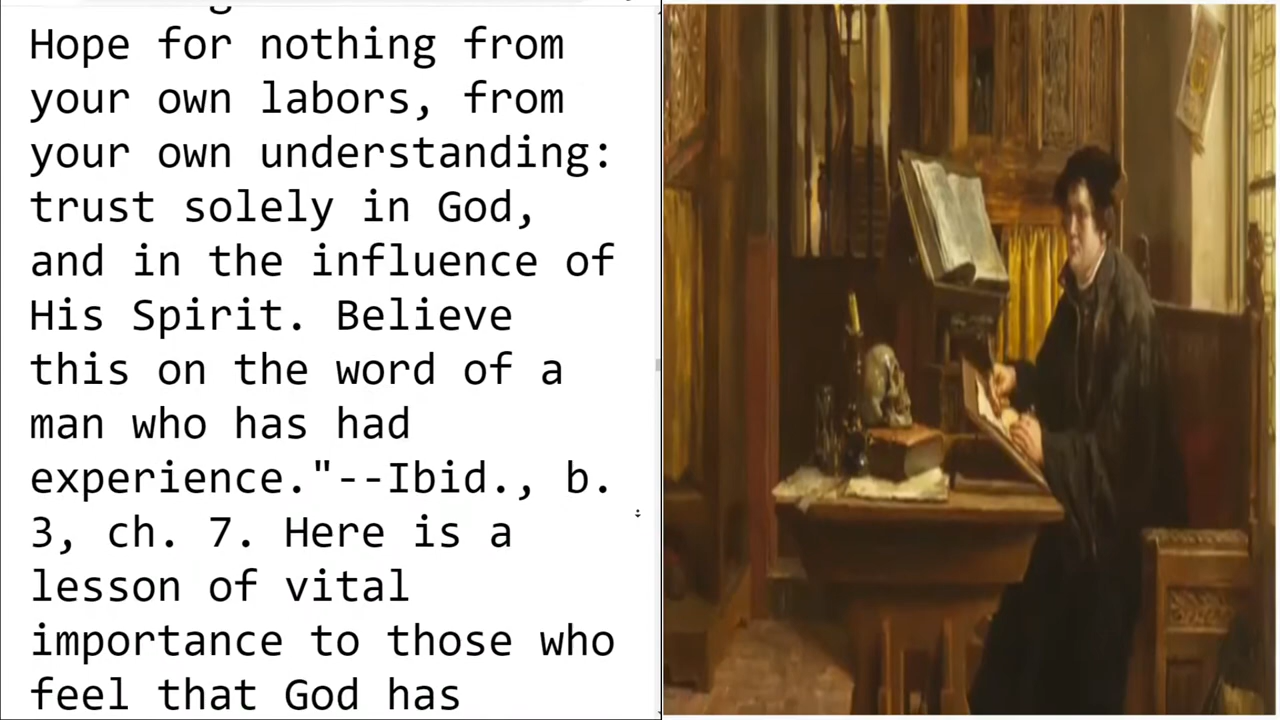 Hope for nothing from
your own labors, from
your own understanding:
trust solely in God,
and in the influence of
His Spirit. Believe
this on the word of a
man who has had
experience."--Ibid., b.
3, ch. 7. Here is a
lesson of vital
importance to those who
feel that God has